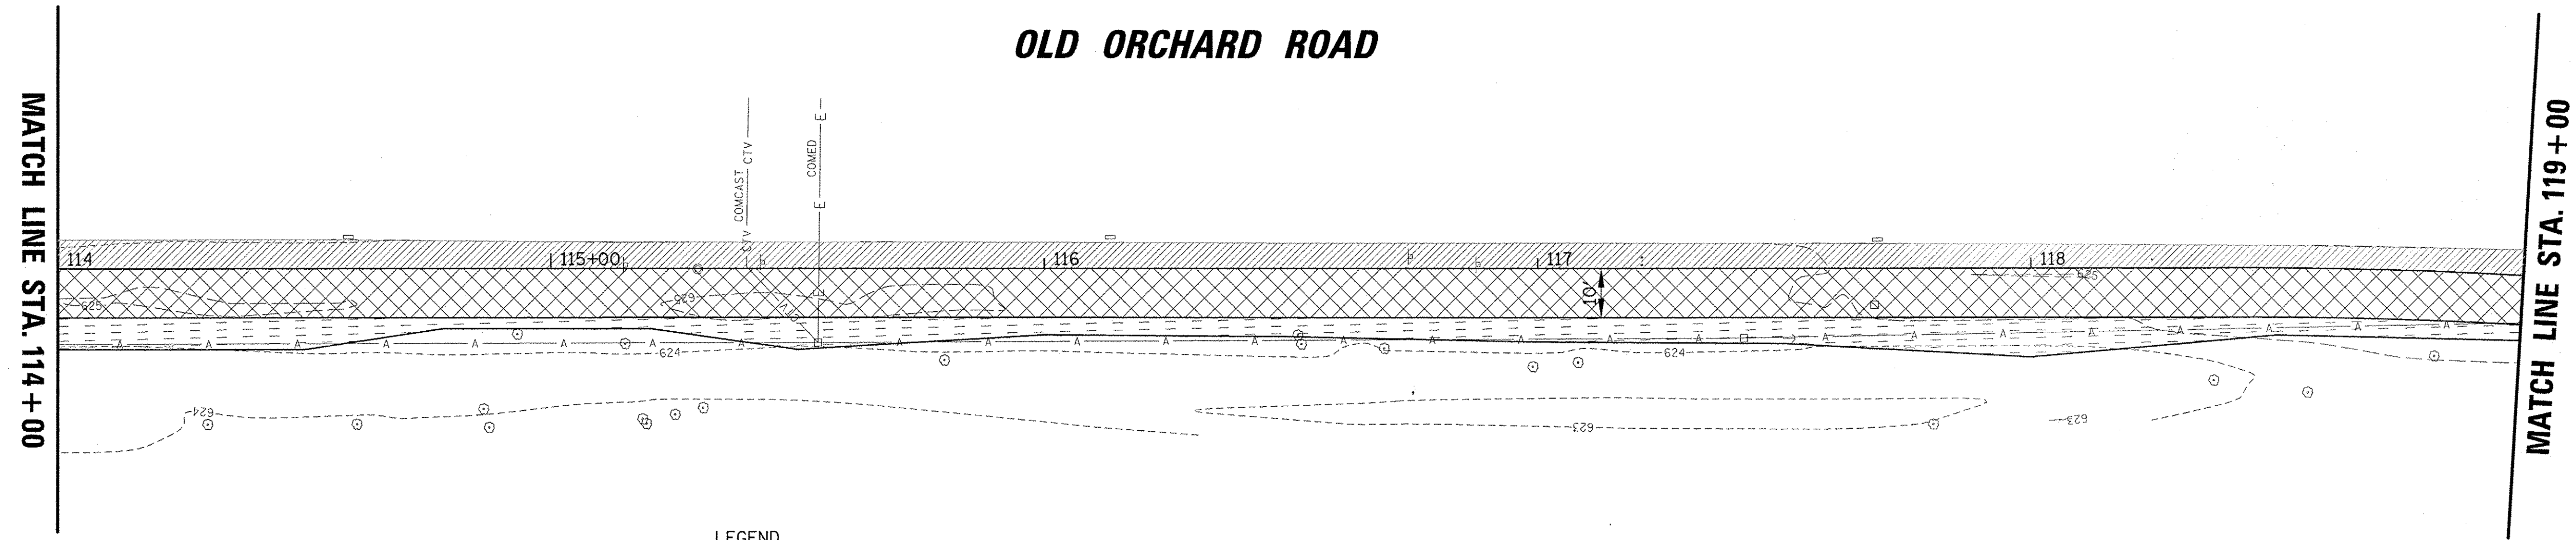 OLD ORCHARD ROAD
MATCH LINE STA. 114+00
MATCH LINE STA. 119+00
COMCAST CTV
CTV
COMED
E
E
114
115+00
116
117
118
10'
625
625
E
CTV
625
A A A A A A A A A A A A A A A A A A A A A A A A A A A
624
624
624
623
623
LEGEND